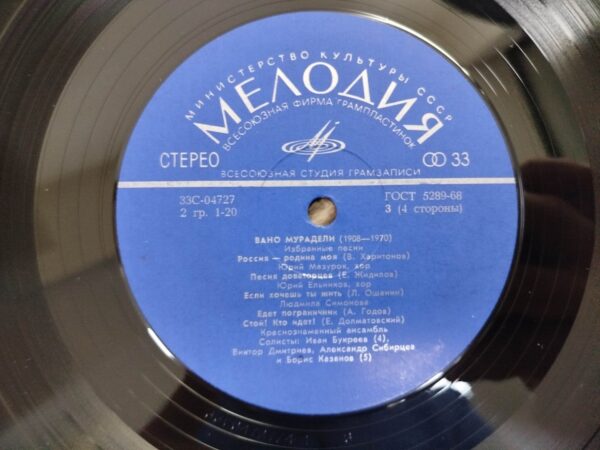 МИНИСТЕРСТВО КУЛЬТУРЫ СССР
МЕЛОДИЯ
ВСЕСОЮЗНАЯ ФИРМА ГРАМПЛАСТИНОК
СТЕРЕО
33
ВСЕСОЮЗНАЯ СТУДИЯ ГРАМЗАПИСИ
33С-04727
ГОСТ 5289-68
2 гр. 1-20
3 (4 стороны)
ВАНО МУРАДЕЛИ (1908—1970)
Избранные песни
Россия — родина моя (В. Харитонов)
Юрий Мазурок, хор
Песня доваторцев (Е. Жидилов)
Юрий Ельников, хор
Если хочешь ты жить (Л. Ошанин)
Людмила Симонова
Едет пограничник (А. Годов)
Стой! Кто идет! (Е. Долматовский)
Краснознаменный ансамбль
Солисты: Иван Букреев (4),
Виктор Дмитриев, Александр Сибирцев
и Борис Казанов (5)